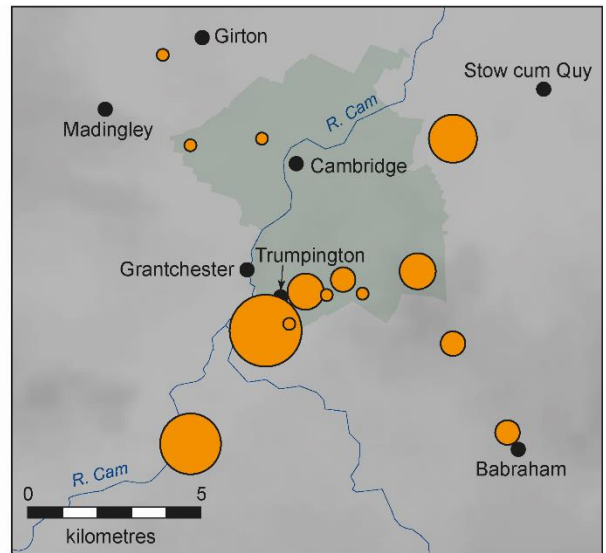 Girton
Stow cum Quy
R. Cam
Madingley
Cambridge
Trumpington
Grantchester
Babraham
R. Cam
0 5
kilometres